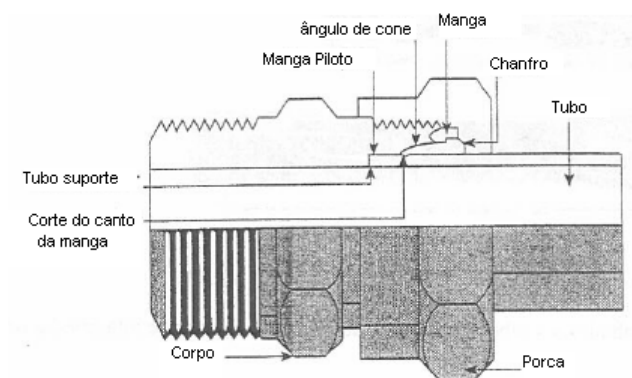 Manga
ângulo de cone
Manga Piloto
Chanfro
Tubo
Tubo suporte
Corte do canto
da manga
Corpo
Porca